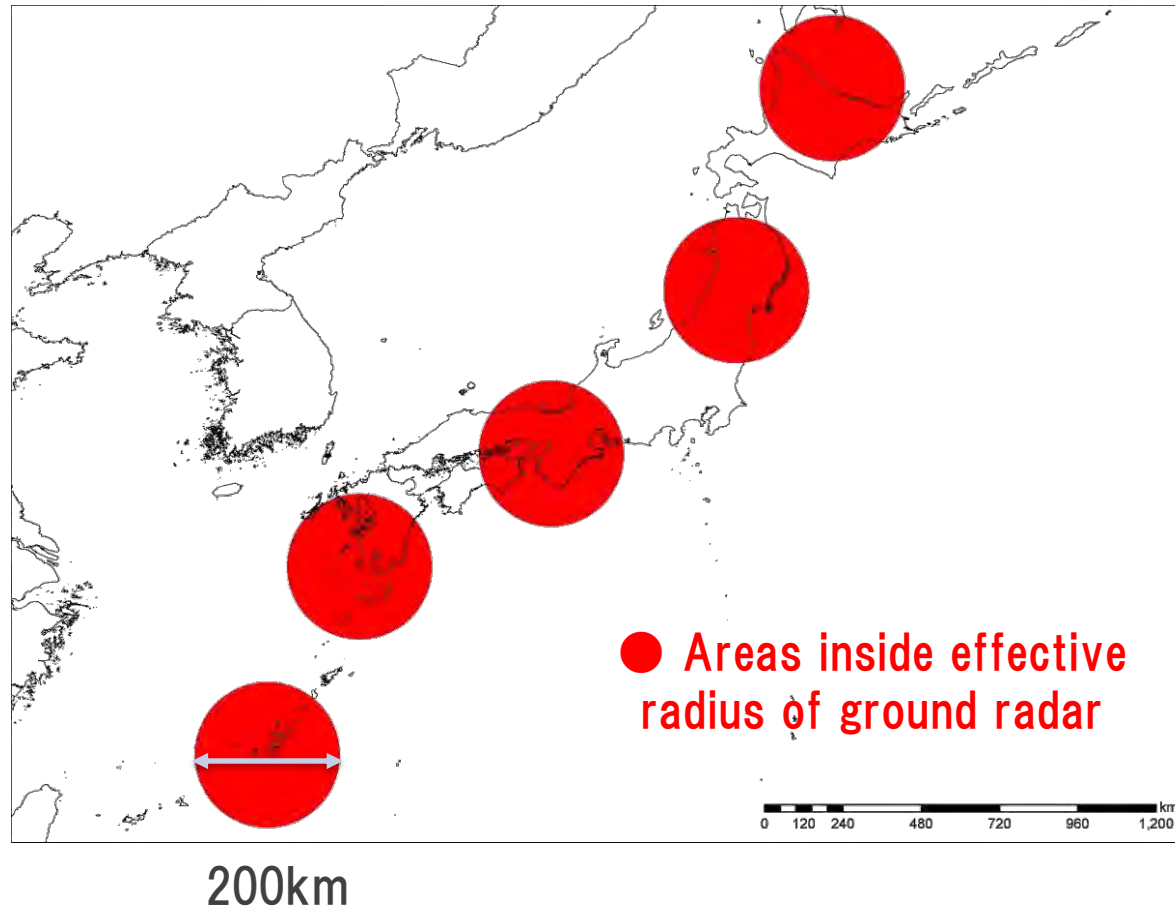 ● Areas inside effective
radius of ground radar
km
0 120 240 480 720 960 1,200
200km